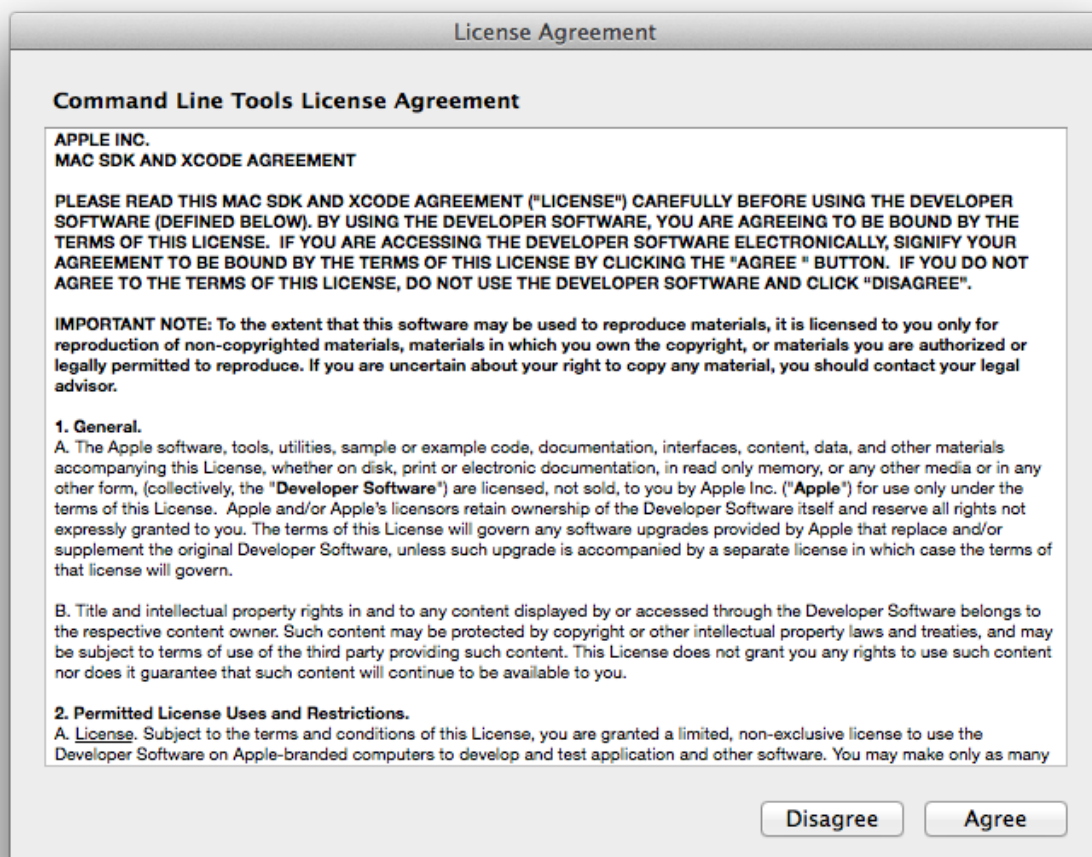 License Agreement
Command Line Tools License Agreement
APPLE INC.
MAC SDK AND XCODE AGREEMENT
PLEASE READ THIS MAC SDK AND XCODE AGREEMENT ("LICENSE") CAREFULLY BEFORE USING THE DEVELOPER
SOFTWARE (DEFINED BELOW). BY USING THE DEVELOPER SOFTWARE, YOU ARE AGREEING TO BE BOUND BY THE
TERMS OF THIS LICENSE.  IF YOU ARE ACCESSING THE DEVELOPER SOFTWARE ELECTRONICALLY, SIGNIFY YOUR
AGREEMENT TO BE BOUND BY THE TERMS OF THIS LICENSE BY CLICKING THE "AGREE " BUTTON.  IF YOU DO NOT
AGREE TO THE TERMS OF THIS LICENSE, DO NOT USE THE DEVELOPER SOFTWARE AND CLICK “DISAGREE”.
IMPORTANT NOTE: To the extent that this software may be used to reproduce materials, it is licensed to you only for
reproduction of non-copyrighted materials, materials in which you own the copyright, or materials you are authorized or
legally permitted to reproduce. If you are uncertain about your right to copy any material, you should contact your legal
advisor.
1. General.
A. The Apple software, tools, utilities, sample or example code, documentation, interfaces, content, data, and other materials
accompanying this License, whether on disk, print or electronic documentation, in read only memory, or any other media or in any
other form, (collectively, the "Developer Software") are licensed, not sold, to you by Apple Inc. ("Apple") for use only under the
terms of this License.  Apple and/or Apple’s licensors retain ownership of the Developer Software itself and reserve all rights not
expressly granted to you. The terms of this License will govern any software upgrades provided by Apple that replace and/or
supplement the original Developer Software, unless such upgrade is accompanied by a separate license in which case the terms of
that license will govern.
B. Title and intellectual property rights in and to any content displayed by or accessed through the Developer Software belongs to
the respective content owner. Such content may be protected by copyright or other intellectual property laws and treaties, and may
be subject to terms of use of the third party providing such content. This License does not grant you any rights to use such content
nor does it guarantee that such content will continue to be available to you.
2. Permitted License Uses and Restrictions.
A. License. Subject to the terms and conditions of this License, you are granted a limited, non-exclusive license to use the
Developer Software on Apple-branded computers to develop and test application and other software. You may make only as many
Disagree Agree